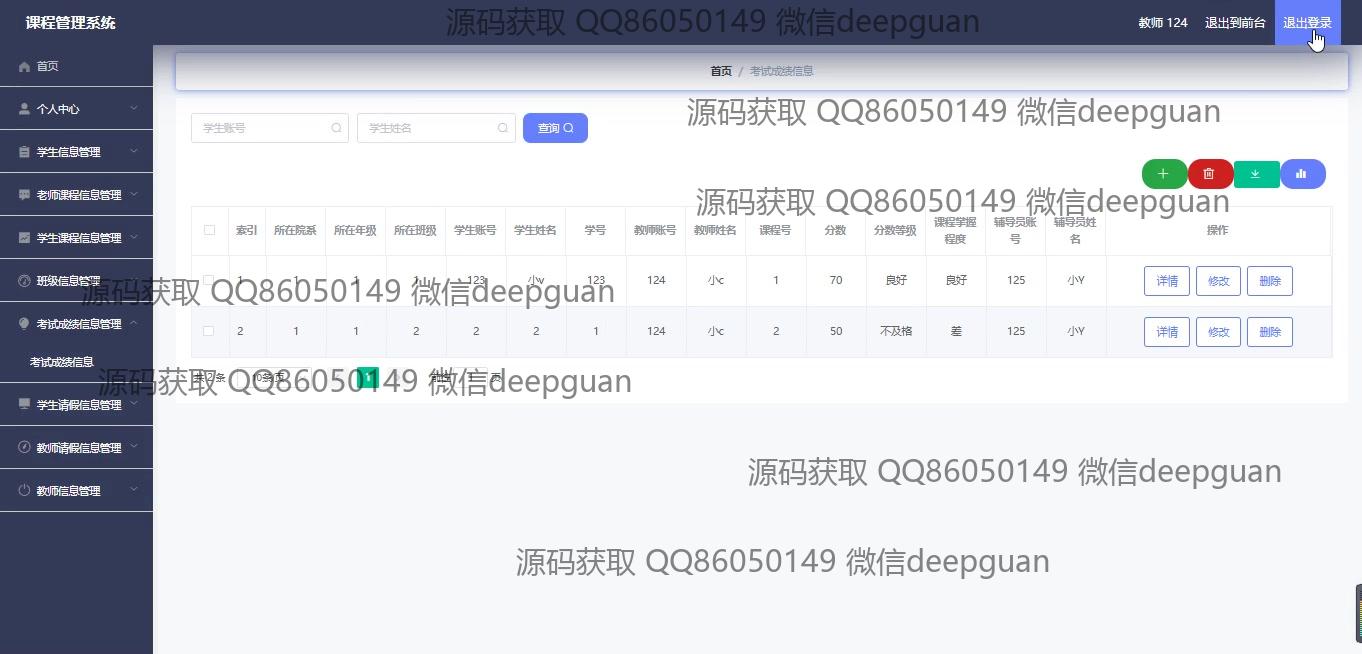 课程管理系统
源码获取 QQ86050149 微信deepguan
教师 124 退出到前台 退出登录
首页
个人中心
学生信息管理
老师课程信息管理
学生课程信息管理
班级信息管理
考试成绩信息管理
考试成绩信息
学生请假信息管理
教师请假信息管理
教师信息管理
首页 / 考试成绩信息
源码获取 QQ86050149 微信deepguan
学生账号 学生姓名 查询
源码获取 QQ86050149 微信deepguan
索引 所在院系 所在年级 所在班级 学生账号 学生姓名 学号 教师账号 教师姓名 课程号 分数 分数等级 课程掌握程度 辅导员账号 辅导员姓名 操作
1 1 1 1 123 小v 123 124 小c 1 70 良好 良好 125 小Y 详情 修改 删除
源码获取 QQ86050149 微信deepguan
2 1 1 2 2 2 1 124 小c 2 50 不及格 差 125 小Y 详情 修改 删除
共 2 条 10条/页 1 前往 1 页
源码获取 QQ86050149 微信deepguan
源码获取 QQ86050149 微信deepguan
源码获取 QQ86050149 微信deepguan